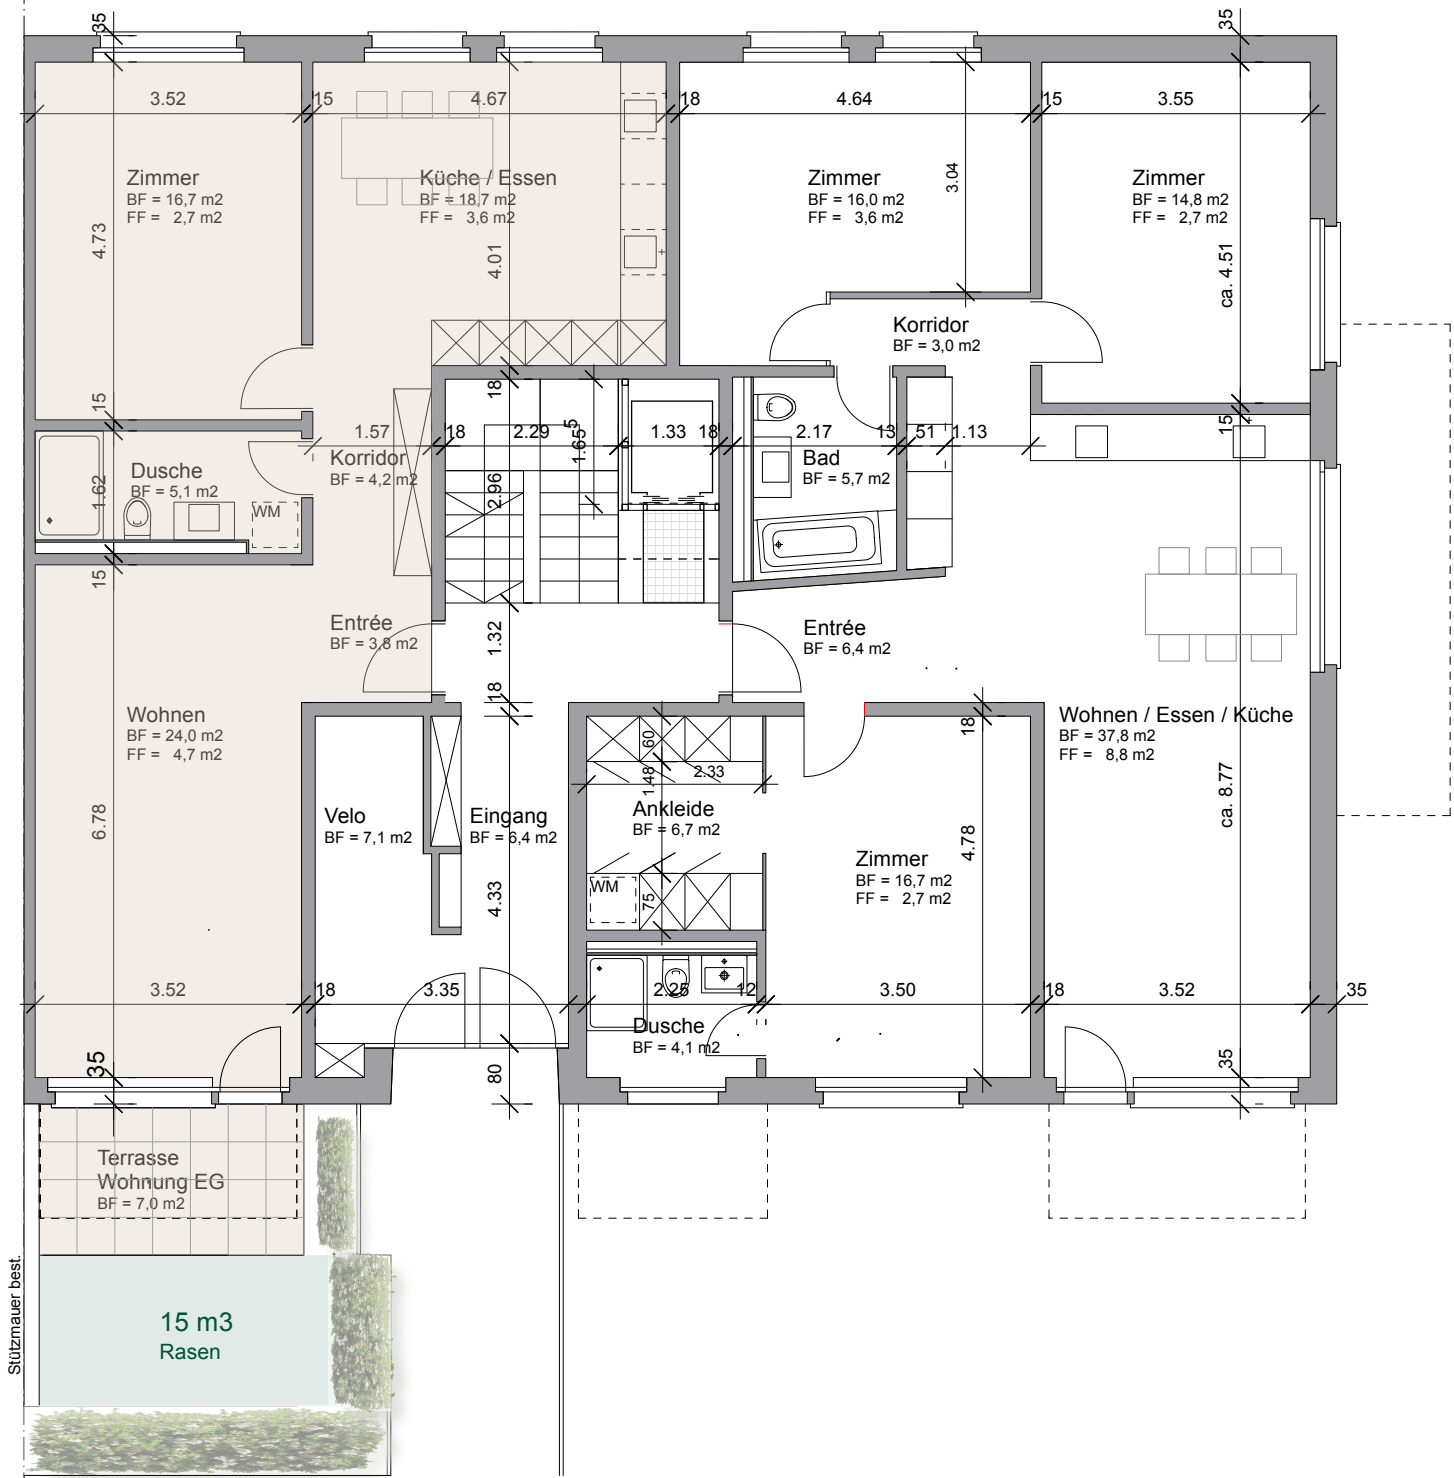 35
35
3.52
15
4.67
18
4.64
15
3.55
Zimmer
BF = 16,7 m2
FF = 2,7 m2
4.73
Küche / Essen
BF = 18,7 m2
FF = 3,6 m2
4.01
Zimmer
BF = 16,0 m2
FF = 3,6 m2
3.04
Zimmer
BF = 14,8 m2
FF = 2,7 m2
ca. 4.51
Korridor
BF = 3,0 m2
15
18
15
1.57
18
2.29
1.65 5
1.33
18
2.17
13
51
1.13
Dusche
BF = 5,1 m2
1.62
WM
Korridor
BF = 4,2 m2
2.96
Bad
BF = 5,7 m2
15
Entrée
BF = 3,8 m2
1.32
18
Entrée
BF = 6,4 m2
Wohnen
BF = 24,0 m2
FF = 4,7 m2
6.78
60
1.48
2.33
18
Wohnen / Essen / Küche
BF = 37,8 m2
FF = 8,8 m2
ca. 8.77
Velo
BF = 7,1 m2
Eingang
BF = 6,4 m2
4.33
Ankleide
BF = 6,7 m2
WM
75
Zimmer
BF = 16,7 m2
FF = 2,7 m2
4.78
3.52
18
3.35
2.25
12
3.50
18
3.52
35
Dusche
BF = 4,1 m2
35
80
35
Terrasse
Wohnung EG
BF = 7,0 m2
Stützmauer best.
15 m3
Rasen